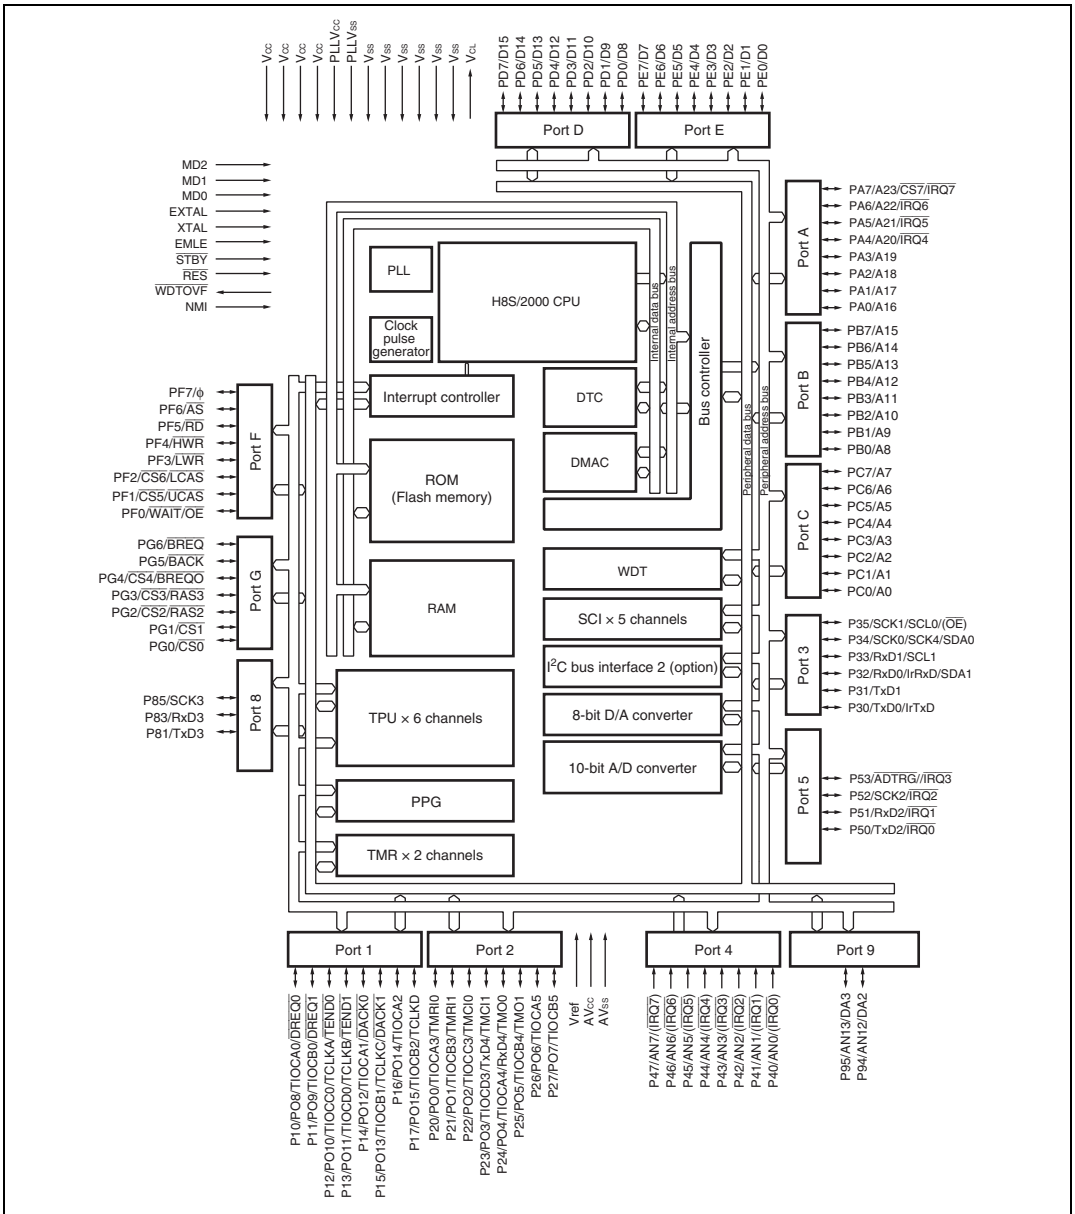 Vcc
Vcc
Vcc
Vcc
PLLVcc
PLLVss
Vss
Vss
Vss
Vss
Vss
Vss
VCL
PD7/D15
PD6/D14
PD5/D13
PD4/D12
PD3/D11
PD2/D10
PD1/D9
PD0/D8
PE7/D7
PE6/D6
PE5/D5
PE4/D4
PE3/D3
PE2/D2
PE1/D1
PE0/D0
Port D
Port E
MD2
MD1
MD0
EXTAL
XTAL
EMLE
STBY
RES
WDTOVF
NMI
PLL
H8S/2000 CPU
Clock
pulse
generator
Interrupt controller
Internal data bus
Internal address bus
Bus controller
DTC
DMAC
ROM
(Flash memory)
RAM
Peripheral data bus
Peripheral address bus
WDT
SCI × 5 channels
I²C bus interface 2 (option)
8-bit D/A converter
10-bit A/D converter
TPU × 6 channels
PPG
TMR × 2 channels
Port A
PA7/A23/CS7/IRQ7
PA6/A22/IRQ6
PA5/A21/IRQ5
PA4/A20/IRQ4
PA3/A19
PA2/A18
PA1/A17
PA0/A16
Port B
PB7/A15
PB6/A14
PB5/A13
PB4/A12
PB3/A11
PB2/A10
PB1/A9
PB0/A8
Port C
PC7/A7
PC6/A6
PC5/A5
PC4/A4
PC3/A3
PC2/A2
PC1/A1
PC0/A0
Port 3
P35/SCK1/SCL0/(OE)
P34/SCK0/SCK4/SDA0
P33/RxD1/SCL1
P32/RxD0/IrRxD/SDA1
P31/TxD1
P30/TxD0/IrTxD
Port 5
P53/ADTRG//IRQ3
P52/SCK2/IRQ2
P51/RxD2/IRQ1
P50/TxD2/IRQ0
PF7/ϕ
PF6/AS
PF5/RD
PF4/HWR
PF3/LWR
PF2/CS6/LCAS
PF1/CS5/UCAS
PF0/WAIT/OE
Port F
PG6/BREQ
PG5/BACK
PG4/CS4/BREQO
PG3/CS3/RAS3
PG2/CS2/RAS2
PG1/CS1
PG0/CS0
Port G
P85/SCK3
P83/RxD3
P81/TxD3
Port 8
Port 1
Port 2
Port 4
Port 9
P10/PO8/TIOCA0/DREQ0
P11/PO9/TIOCB0/DREQ1
P12/PO10/TIOCC0/TCLKA/TEND0
P13/PO11/TIOCD0/TCLKB/TEND1
P14/PO12/TIOCA1/DACK0
P15/PO13/TIOCB1/TCLKC/DACK1
P16/PO14/TIOCA2
P17/PO15/TIOCB2/TCLKD
P20/PO0/TIOCA3/TMRI0
P21/PO1/TIOCB3/TMRI1
P22/PO2/TIOCC3/TMCI0
P23/PO3/TIOCD3/TxD4/TMCI1
P24/PO4/TIOCA4/RxD4/TMO0
P25/PO5/TIOCB4/TMO1
P26/PO6/TIOCA5
P27/PO7/TIOCB5
Vref
AVcc
AVss
P47/AN7/(IRQ7)
P46/AN6/(IRQ6)
P45/AN5/(IRQ5)
P44/AN4/(IRQ4)
P43/AN3/(IRQ3)
P42/AN2/(IRQ2)
P41/AN1/(IRQ1)
P40/AN0/(IRQ0)
P95/AN13/DA3
P94/AN12/DA2